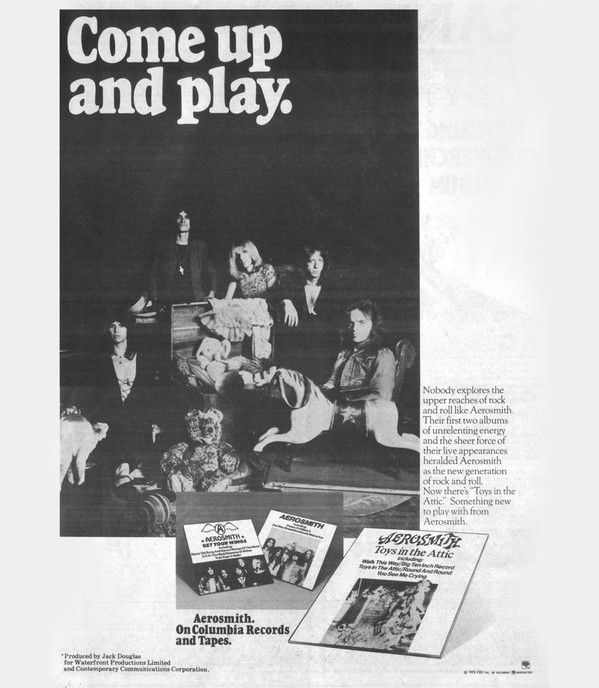 Come up
and play.
Nobody explores the
upper reaches of rock
and roll like Aerosmith.
Their first two albums
of unrelenting energy
and the sheer force of
their live appearances
heralded Aerosmith
as the new generation
of rock and roll.
Now there's "Toys in the
Attic." Something new
to play with from
Aerosmith.
AEROSMITH
GET YOUR WINGS
AEROSMITH
AEROSMITH
Toys in the Attic
including:
Walk This Way/Big Ten Inch Record
Toys In The Attic/Round And Round
You See Me Crying
Aerosmith.
On Columbia Records
and Tapes.
*Produced by Jack Douglas
for Waterfront Productions Limited
and Contemporary Communications Corporation.